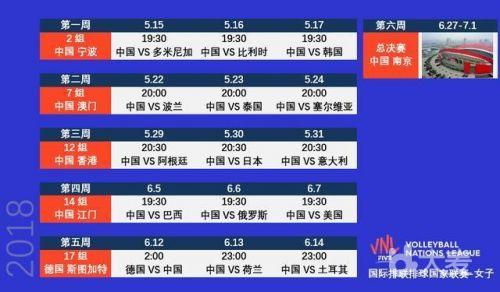 第一周 5.15 5.16 5.17
2 组 19:30 19:30 19:30
中国 宁波 中国 VS 多米尼加 中国 VS 比利时 中国 VS 韩国
第二周 5.22 5.23 5.24
7 组 20:00 20:00 20:00
中国 澳门 中国 VS 波兰 中国 VS 泰国 中国 VS 塞尔维亚
第三周 5.29 5.30 5.31
12 组 20:30 20:30 20:30
中国 香港 中国 VS 阿根廷 中国 VS 日本 中国 VS 意大利
第四周 6.5 6.6 6.7
14 组 19:30 19:30 19:30
中国 江门 中国 VS 巴西 中国 VS 俄罗斯 中国 VS 美国
第五周 6.12 6.13 6.14
17 组 2:00 23:00 23:00
德国 斯图加特 德国 VS 中国 中国 VS 荷兰 中国 VS 土耳其
第六周 6.27-7.1
总决赛
中国 南京
2018
VNL
FIVB
VOLLEYBALL
NATIONS LEAGUE
大麦
国际排联排球国家联赛-女子